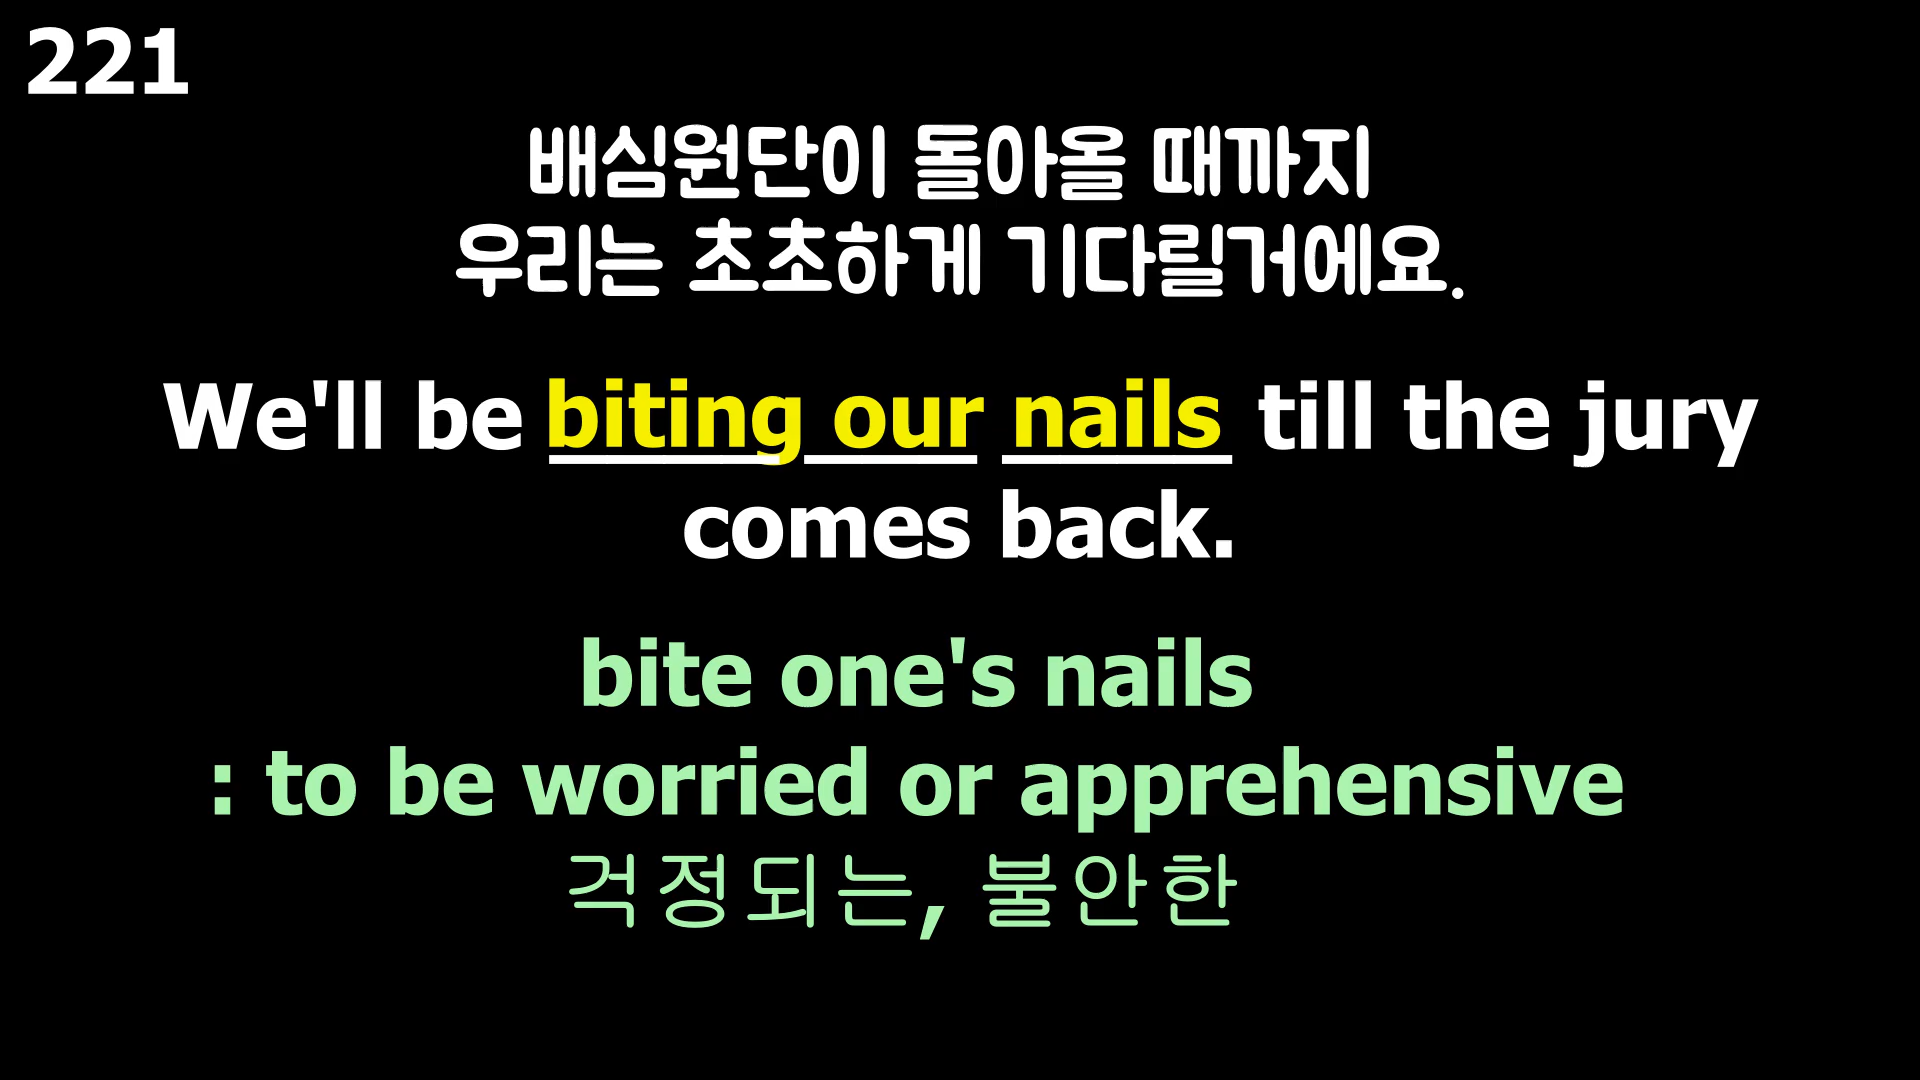 221
배심원단이 돌아올 때까지
우리는 초초하게 기다릴거에요.
We'll be biting our nails till the jury
comes back.
bite one's nails
: to be worried or apprehensive
걱정되는, 불안한